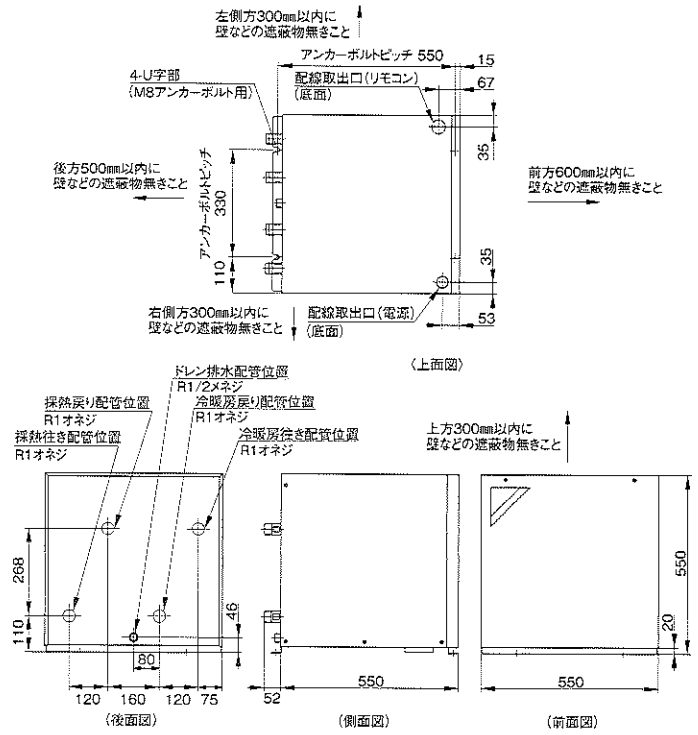 左側方300mm以内に
壁などの遮蔽物無きこと
アンカーボルトピッチ 550
15
4-U字部
(M8アンカーボルト用)
配線取出口(リモコン)
(底面)
67
35
後方500mm以内に
壁などの遮蔽物無きこと
アンカーボルトピッチ
330
前方600mm以内に
壁などの遮蔽物無きこと
110
35
右側方300mm以内に
壁などの遮蔽物無きこと
配線取出口(電源)
(底面)
53
〈上面図〉
ドレン排水配管位置
R1/2メネジ
採熱戻り配管位置
R1オネジ
冷暖房戻り配管位置
R1オネジ
採熱往き配管位置
R1オネジ
冷暖房往き配管位置
R1オネジ
上方300mm以内に
壁などの遮蔽物無きこと
268
110
46
80
120
160
120
75
〈後面図〉
52
550
〈側面図〉
550
20
550
〈前面図〉